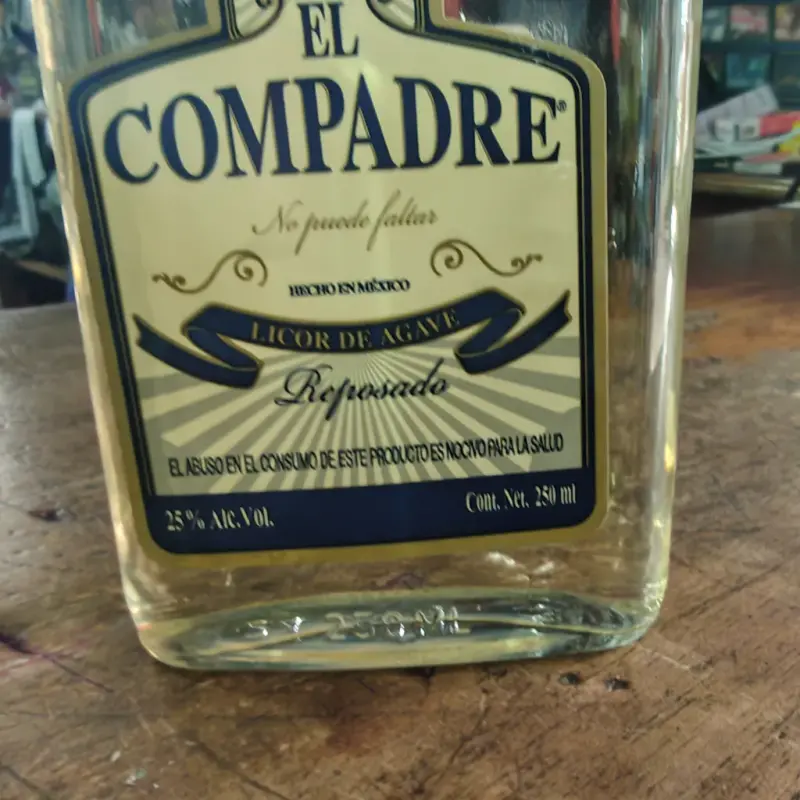 EL
COMPADRE®
No puede faltar
HECHO EN MÉXICO
LICOR DE AGAVE
Reposado
EL ABUSO EN EL CONSUMO DE ESTE PRODUCTO ES NOCIVO PARA LA SALUD
25% Alc.Vol.
Cont. Net. 250 ml
250ML